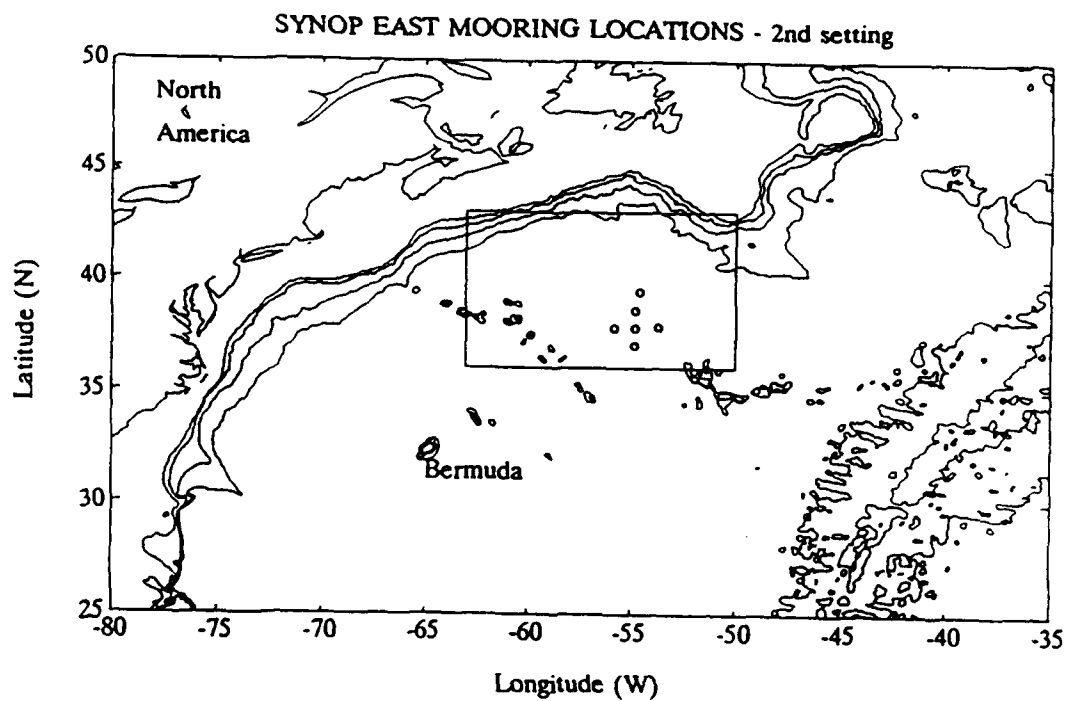 SYNOP EAST MOORING LOCATIONS - 2nd setting
50
North
America
45
40
35
30
25
Bermuda
-80 -75 -70 -65 -60 -55 -50 -45 -40 -35
Latitude (N)
Longitude (W)